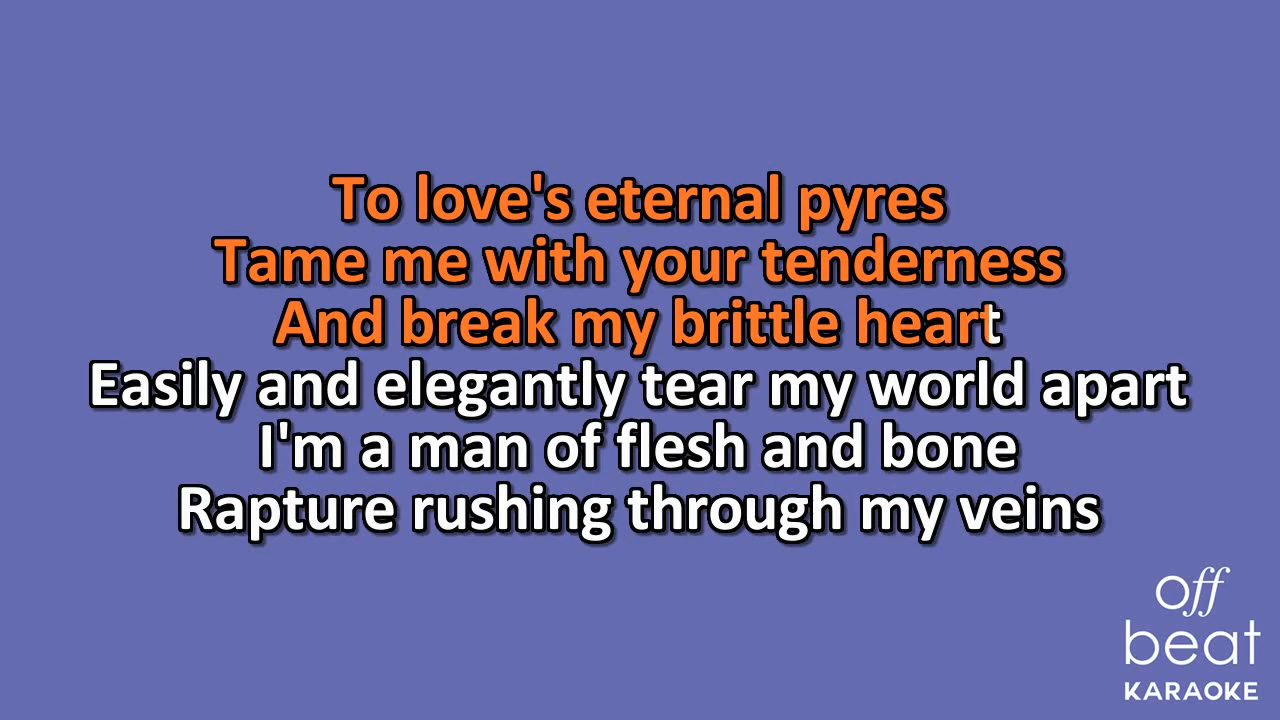 To love's eternal pyres
Tame me with your tenderness
And break my brittle heart
Easily and elegantly tear my world apart
I'm a man of flesh and bone
Rapture rushing through my veins
off
beat
KARAOKE